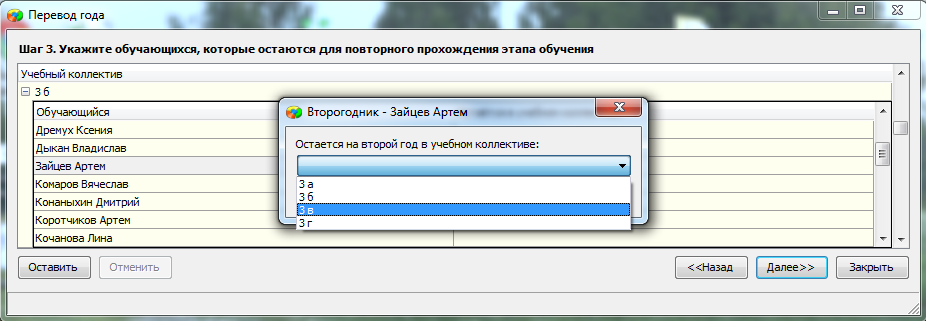 Перевод года
Шаг 3. Укажите обучающихся, которые остаются для повторного прохождения этапа обучения
Учебный коллектив
3 б
Обучающийся
Дремух Ксения
Дыкан Владислав
Зайцев Артем
Комаров Вячеслав
Конаныхин Дмитрий
Коротчиков Артем
Кочанова Лина
Второгодник - Зайцев Артем
Остается на второй год в учебном коллективе:
3 а
3 б
3 в
3 г
Оставить
Отменить
<<Назад
Далее>>
Закрыть